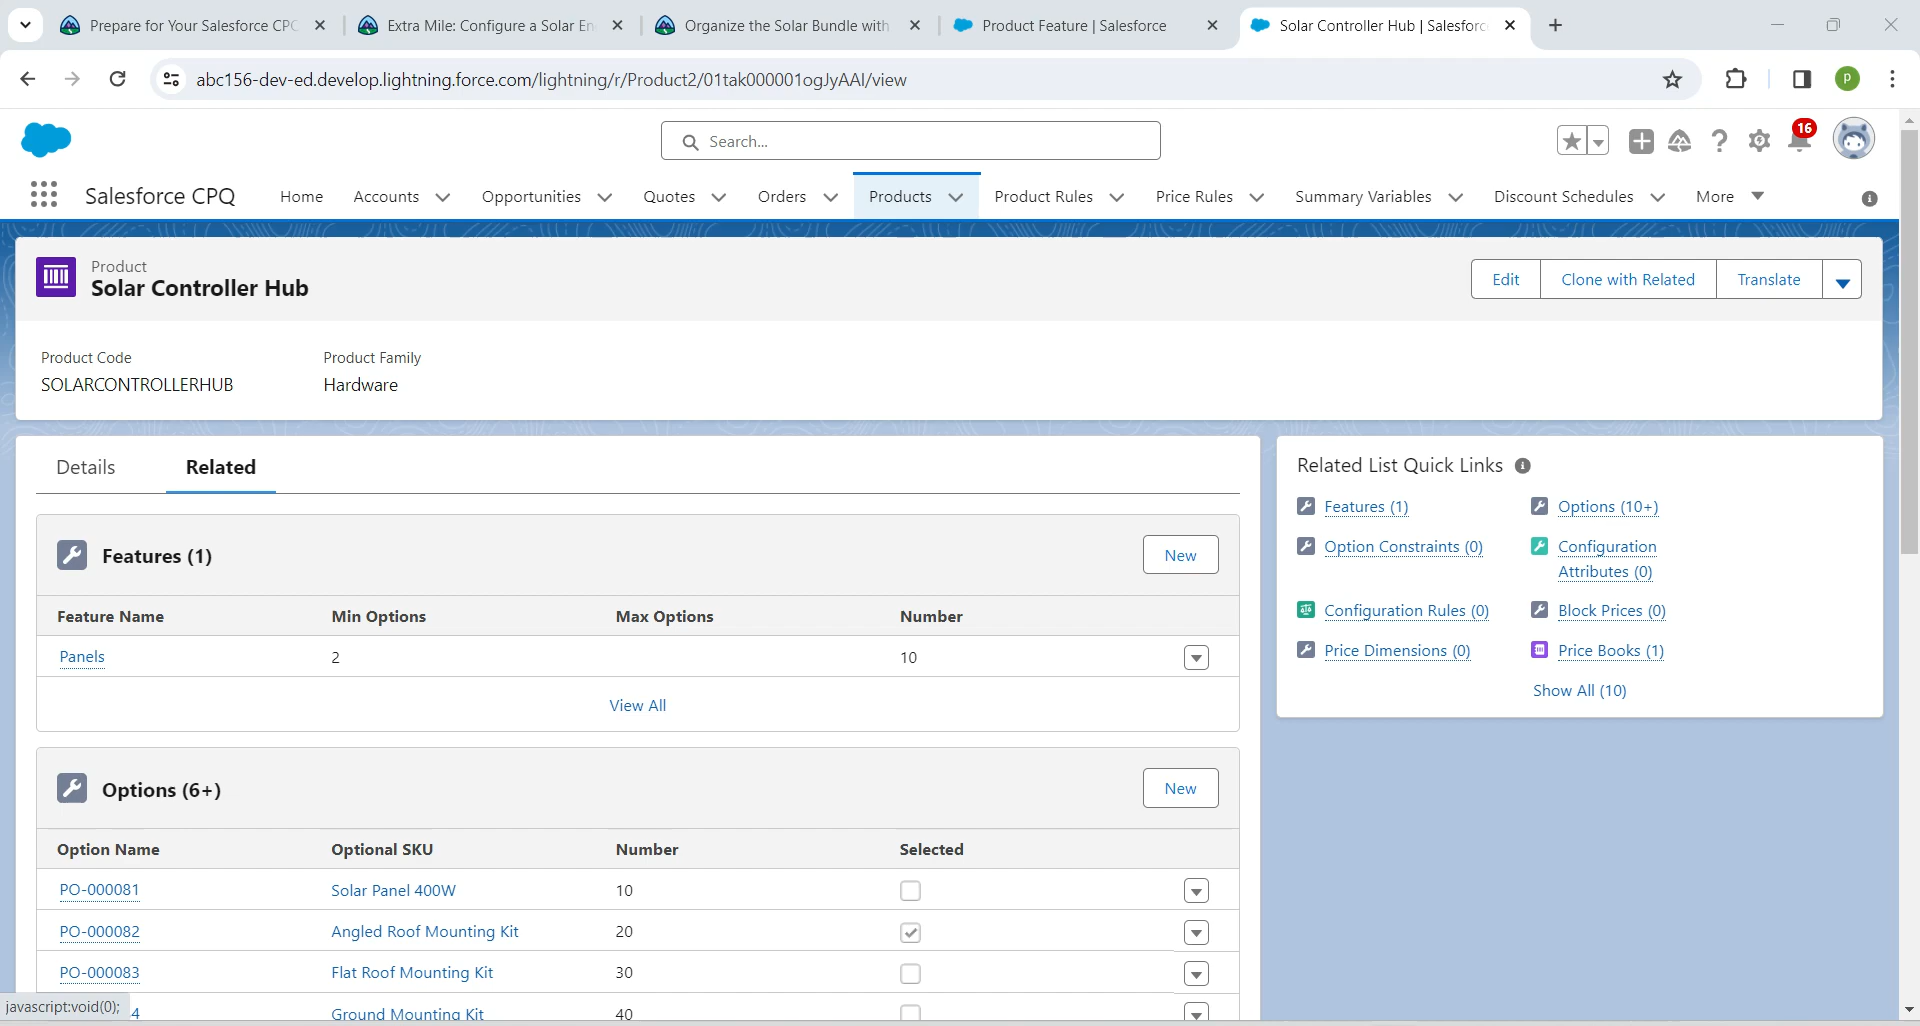 Prepare for Your Salesforce CPC
Extra Mile: Configure a Solar En
Organize the Solar Bundle with
Product Feature | Salesforce
Solar Controller Hub | Salesforc
abc156-dev-ed.develop.lightning.force.com/lightning/r/Product2/01tak000001ogJyAAI/view
P
Search...
16
Salesforce CPQ
Home
Accounts
Opportunities
Quotes
Orders
Products
Product Rules
Price Rules
Summary Variables
Discount Schedules
More
Product
Solar Controller Hub
Edit
Clone with Related
Translate
Product Code
Product Family
SOLARCONTROLLERHUB
Hardware
Details
Related
Features (1)
New
Feature Name
Min Options
Max Options
Number
Panels
2
10
View All
Options (6+)
New
Option Name
Optional SKU
Number
Selected
PO-000081
Solar Panel 400W
10
PO-000082
Angled Roof Mounting Kit
20
PO-000083
Flat Roof Mounting Kit
30
4
Ground Mounting Kit
40
javascript:void(0);
Related List Quick Links
Features (1)
Options (10+)
Option Constraints (0)
Configuration
Attributes (0)
Configuration Rules (0)
Block Prices (0)
Price Dimensions (0)
Price Books (1)
Show All (10)